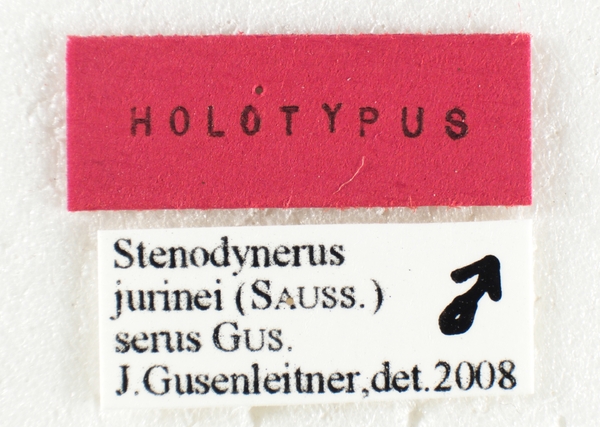 HOLOTYPUS
Stenodynerus
jurinei (SAUSS.)
serus GUS. ♂
J.Gusenleitner,det.2008